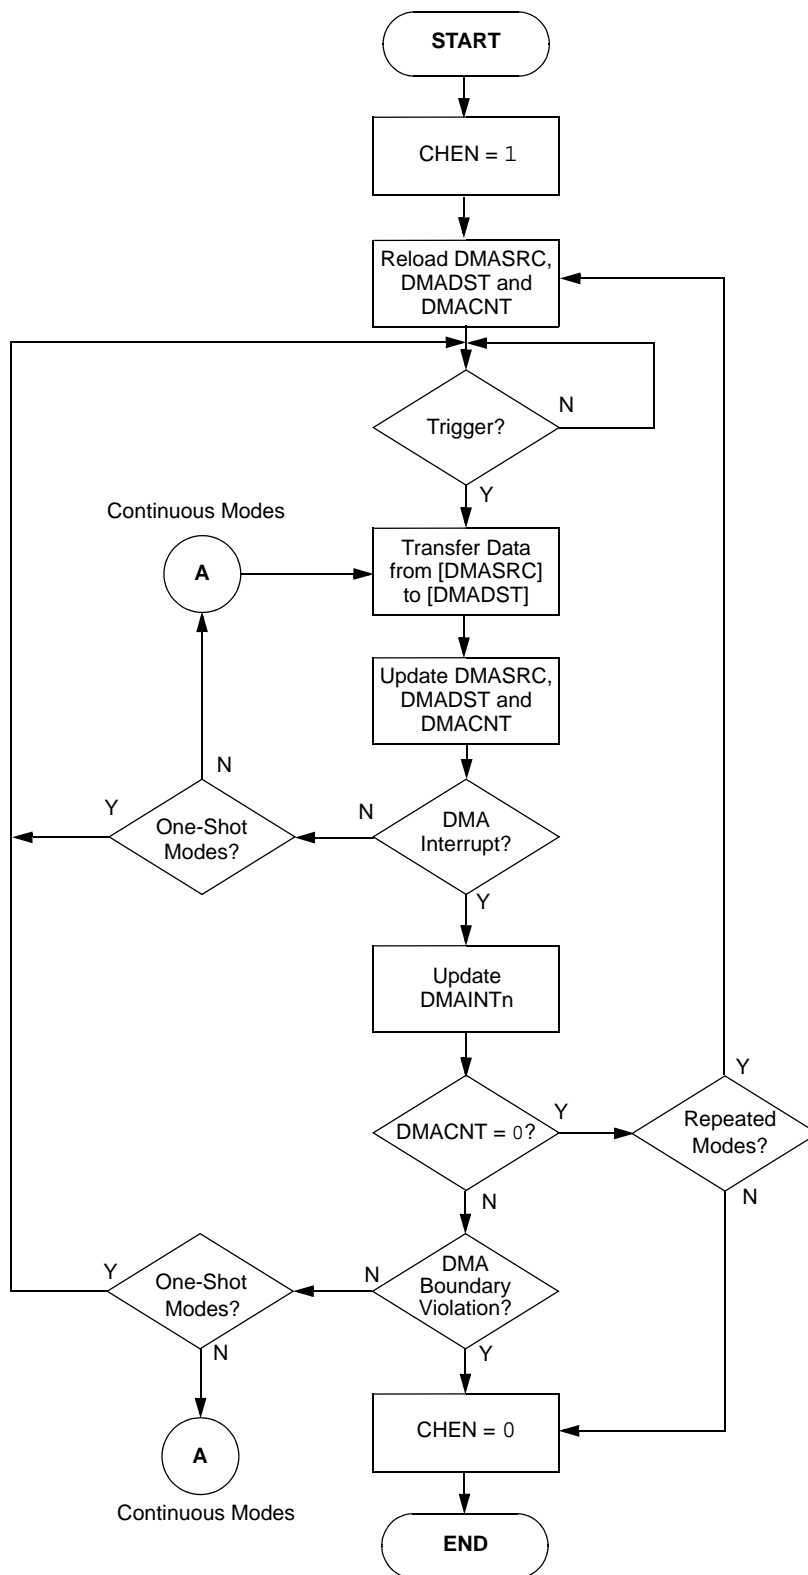 START
CHEN = 1
Reload DMASRC,
DMADST and
DMACNT
Trigger?
N
Y
Continuous Modes
A
Transfer Data
from [DMASRC]
to [DMADST]
Update DMASRC,
DMADST and
DMACNT
N
Y
One-Shot
Modes?
N
DMA
Interrupt?
Y
Update
DMAINTn
DMACNT = 0?
Y
N
Y
Repeated
Modes?
N
Y
One-Shot
Modes?
N
N
DMA
Boundary
Violation?
Y
CHEN = 0
A
Continuous Modes
END